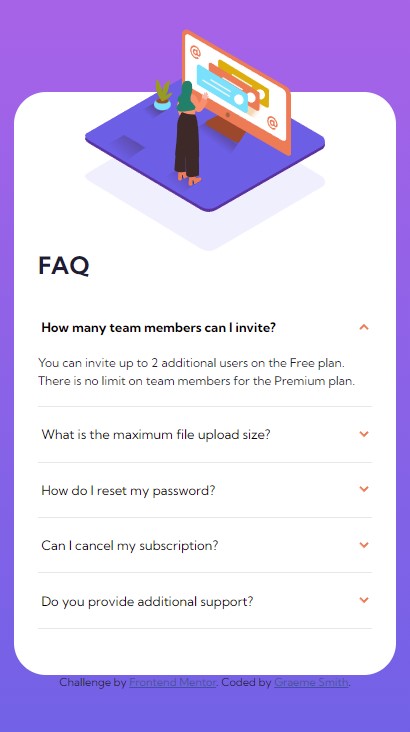 FAQ
How many team members can I invite?
You can invite up to 2 additional users on the Free plan.
There is no limit on team members for the Premium plan.
What is the maximum file upload size?
How do I reset my password?
Can I cancel my subscription?
Do you provide additional support?
Challenge by Frontend Mentor. Coded by Graeme Smith.